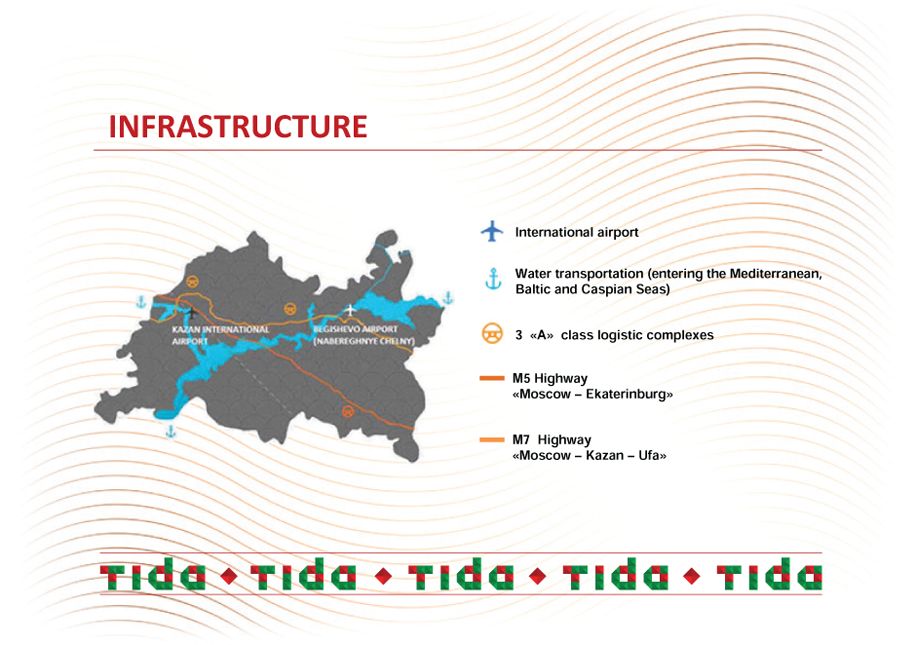 INFRASTRUCTURE
International airport
Water transportation (entering the Mediterranean,
Baltic and Caspian Seas)
KAZAN INTERNATIONAL
AIRPORT
BEGISHEVO AIRPORT
(NABEREGHNYE CHELNY)
3 «A» class logistic complexes
M5 Highway
«Moscow – Ekaterinburg»
M7 Highway
«Moscow – Kazan – Ufa»
Tida Tida Tida Tida Tida